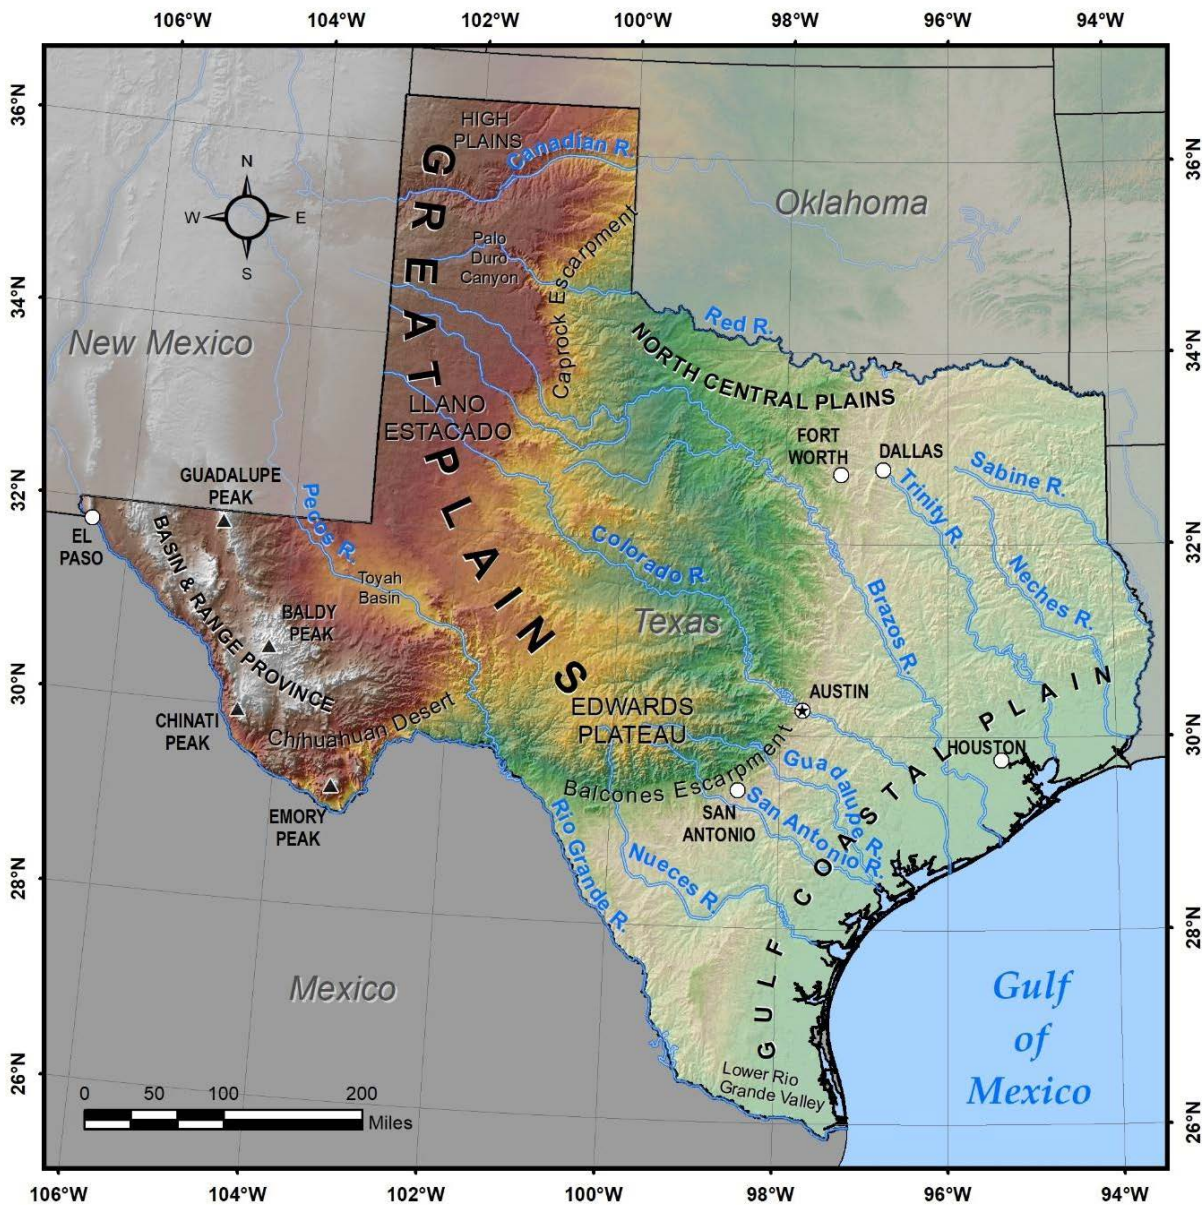 106°W 104°W 102°W 100°W 98°W 96°W 94°W
36°N
34°N
32°N
30°N
28°N
26°N
36°N
34°N
32°N
30°N
28°N
26°N
N
W E
S
HIGH
PLAINS
Canadian R.
Oklahoma
GREAT PLAINS
Palo
Duro
Canyon
Caprock Escarpment
New Mexico
Red R.
NORTH CENTRAL PLAINS
LLANO
ESTACADO
FORT
WORTH
DALLAS
Sabine R.
Trinity R.
GUADALUPE
PEAK
Pecos R.
EL
PASO
BASIN & RANGE PROVINCE
Colorado R.
Neches R.
Toyah
Basin
Brazos R.
BALDY
PEAK
Texas
AUSTIN
EDWARDS
PLATEAU
CHINATI
PEAK
Chihuahuan Desert
HOUSTON
Balcones Escarpment
Guadalupe R.
GULF COASTAL PLAIN
EMORY
PEAK
SAN
ANTONIO
San Antonio R.
Rio Grande R.
Nueces R.
Mexico
Gulf
of
Mexico
Lower Rio
Grande Valley
0 50 100 200
Miles
106°W 104°W 102°W 100°W 98°W 96°W 94°W